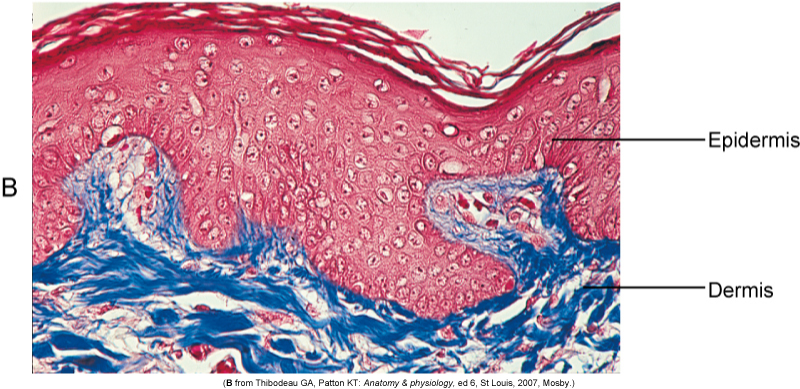 Epidermis
B
Dermis
(B from Thibodeau GA, Patton KT: Anatomy & physiology, ed 6, St Louis, 2007, Mosby.)